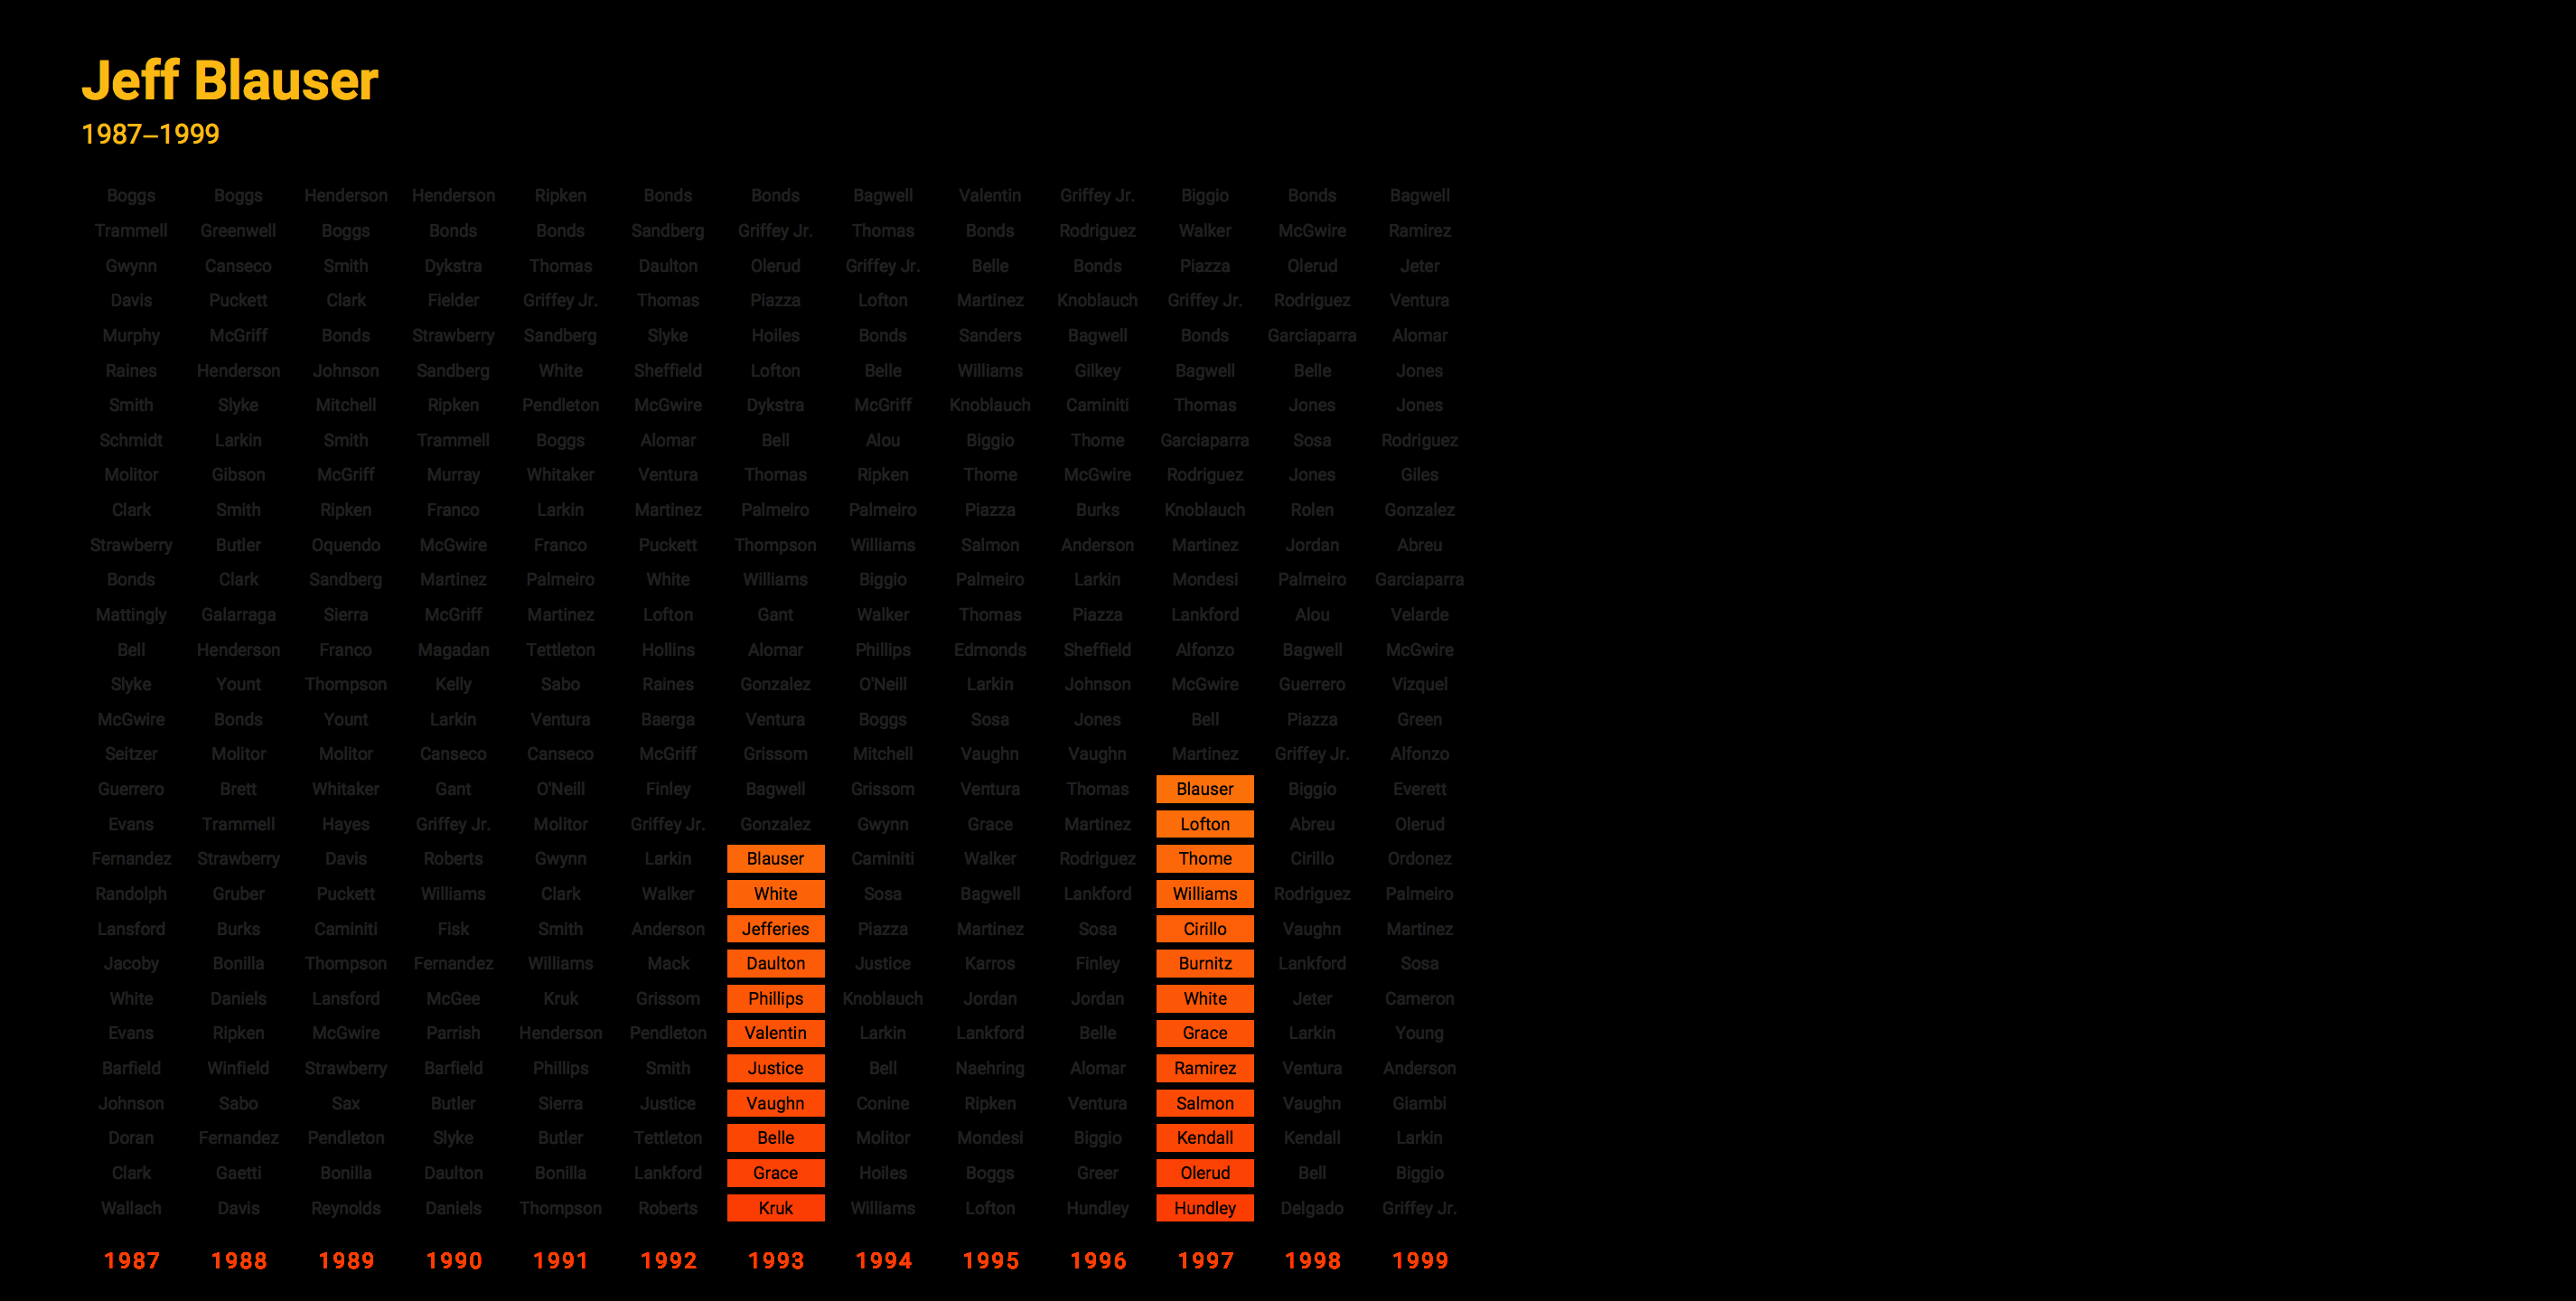 Jeff Blauser
1987–1999
Boggs Boggs Henderson Henderson Ripken Bonds Bonds Bagwell Valentin Griffey Jr. Biggio Bonds Bagwell
Trammell Greenwell Boggs Bonds Bonds Sandberg Griffey Jr. Thomas Bonds Rodriguez Walker McGwire Ramirez
Gwynn Canseco Smith Dykstra Thomas Daulton Olerud Griffey Jr. Belle Bonds Piazza Olerud Jeter
Davis Puckett Clark Fielder Griffey Jr. Thomas Piazza Lofton Martinez Knoblauch Griffey Jr. Rodriguez Ventura
Murphy McGriff Bonds Strawberry Sandberg Slyke Hoiles Bonds Sanders Bagwell Bonds Garciaparra Alomar
Raines Henderson Johnson Sandberg White Sheffield Lofton Belle Williams Gilkey Bagwell Belle Jones
Smith Slyke Mitchell Ripken Pendleton McGwire Dykstra McGriff Knoblauch Caminiti Thomas Jones Jones
Schmidt Larkin Smith Trammell Boggs Alomar Bell Alou Biggio Thome Garciaparra Sosa Rodriguez
Molitor Gibson McGriff Murray Whitaker Ventura Thomas Ripken Thome McGwire Rodriguez Jones Giles
Clark Smith Ripken Franco Larkin Martinez Palmeiro Palmeiro Piazza Burks Knoblauch Rolen Gonzalez
Strawberry Butler Oquendo McGwire Franco Puckett Thompson Williams Salmon Anderson Martinez Jordan Abreu
Bonds Clark Sandberg Martinez Palmeiro White Williams Biggio Palmeiro Larkin Mondesi Palmeiro Garciaparra
Mattingly Galarraga Sierra McGriff Martinez Lofton Gant Walker Thomas Piazza Lankford Alou Velarde
Bell Henderson Franco Magadan Tettleton Hollins Alomar Phillips Edmonds Sheffield Alfonzo Bagwell McGwire
Slyke Yount Thompson Kelly Sabo Raines Gonzalez O'Neill Larkin Johnson McGwire Guerrero Vizquel
McGwire Bonds Yount Larkin Ventura Baerga Ventura Boggs Sosa Jones Bell Piazza Green
Seitzer Molitor Molitor Canseco Canseco McGriff Grissom Mitchell Vaughn Vaughn Martinez Griffey Jr. Alfonzo
Guerrero Brett Whitaker Gant O'Neill Finley Bagwell Grissom Ventura Thomas Blauser Biggio Everett
Evans Trammell Hayes Griffey Jr. Molitor Griffey Jr. Gonzalez Gwynn Grace Martinez Lofton Abreu Olerud
Fernandez Strawberry Davis Roberts Gwynn Larkin Blauser Caminiti Walker Rodriguez Thome Cirillo Ordonez
Randolph Gruber Puckett Williams Clark Walker White Sosa Bagwell Lankford Williams Rodriguez Palmeiro
Lansford Burks Caminiti Fisk Smith Anderson Jefferies Piazza Martinez Sosa Cirillo Vaughn Martinez
Jacoby Bonilla Thompson Fernandez Williams Mack Daulton Justice Karros Finley Burnitz Lankford Sosa
White Daniels Lansford McGee Kruk Grissom Phillips Knoblauch Jordan Jordan White Jeter Cameron
Evans Ripken McGwire Parrish Henderson Pendleton Valentin Larkin Lankford Belle Grace Larkin Young
Barfield Winfield Strawberry Barfield Phillips Smith Justice Bell Naehring Alomar Ramirez Ventura Anderson
Johnson Sabo Sax Butler Sierra Justice Vaughn Conine Ripken Ventura Salmon Vaughn Giambi
Doran Fernandez Pendleton Slyke Butler Tettleton Belle Molitor Mondesi Biggio Kendall Kendall Larkin
Clark Gaetti Bonilla Daulton Bonilla Lankford Grace Hoiles Boggs Greer Olerud Bell Biggio
Wallach Davis Reynolds Daniels Thompson Roberts Kruk Williams Lofton Hundley Hundley Delgado Griffey Jr.
1987 1988 1989 1990 1991 1992 1993 1994 1995 1996 1997 1998 1999